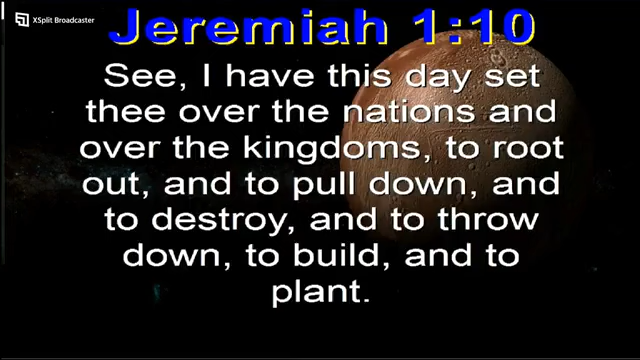 XSplit Broadcaster
Jeremiah 1:10
See, I have this day set
thee over the nations and
over the kingdoms, to root
out, and to pull down, and
to destroy, and to throw
down, to build, and to
plant.